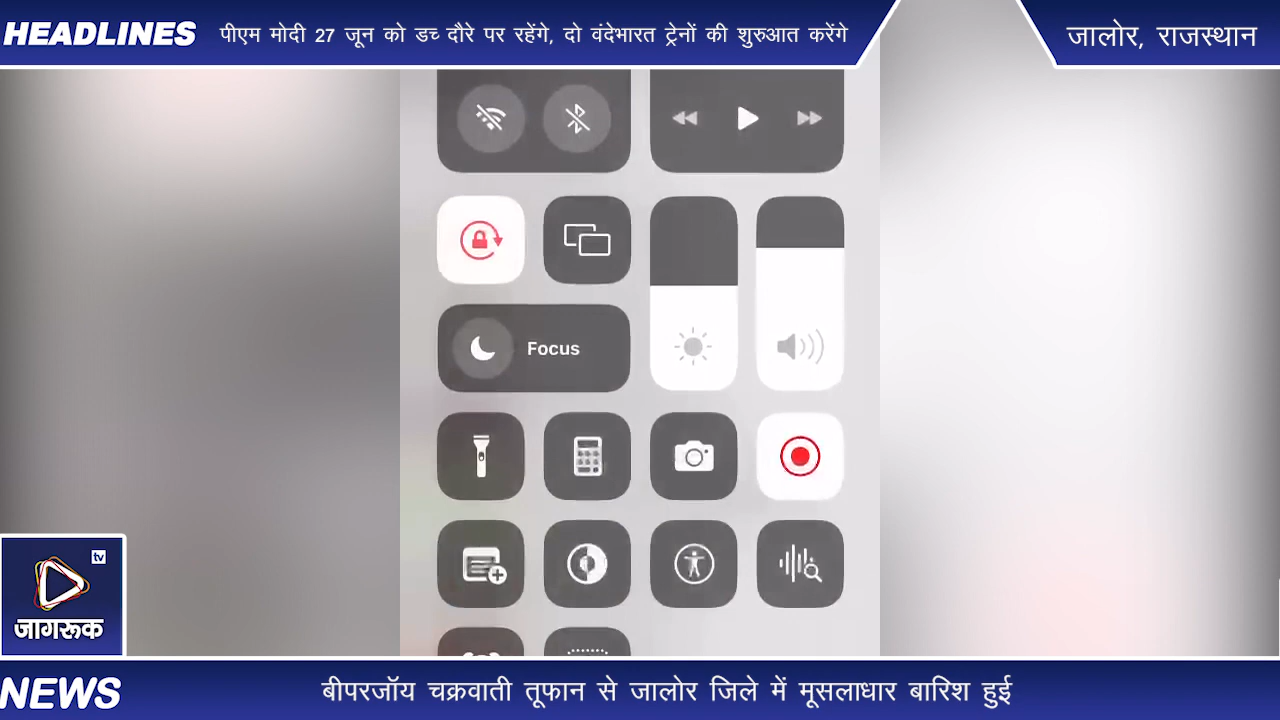 HEADLINES पीएम मोदी 27 जून को डच्‍ दौरे पर रहेंगे, दो वंदेभारत ट्रेनों की शुरुआत करेंगे
जालोर, राजस्थान
Focus
tv
जागरूक
NEWS बीपरजॉय चक्रवाती तूफान से जालोर जिले में मूसलाधार बारिश हुई